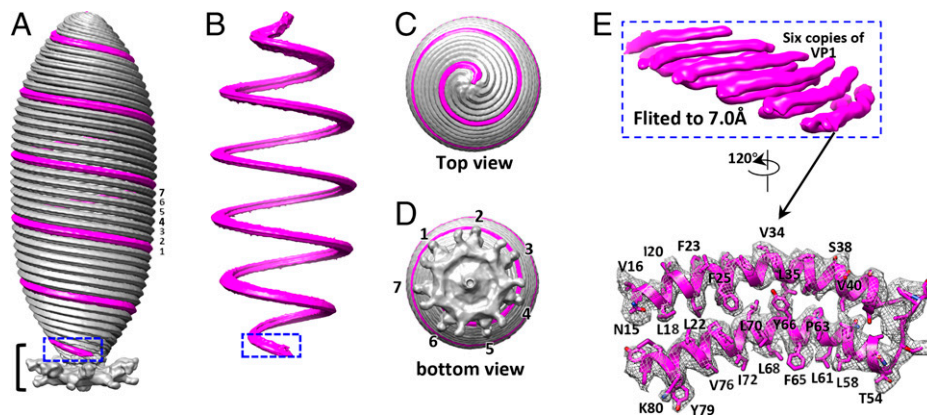 A
B
C
D
E
7
6
5
4
3
2
1
Top view
1
2
3
4
5
6
7
bottom view
Six copies of
VP1
Flited to 7.0Å
120°
V16
I20
F23
F25
V34
L35
S38
V40
N15
L18
L22
L70
Y66
P63
V76
I72
L68
F65
L61
L58
T54
K80
Y79